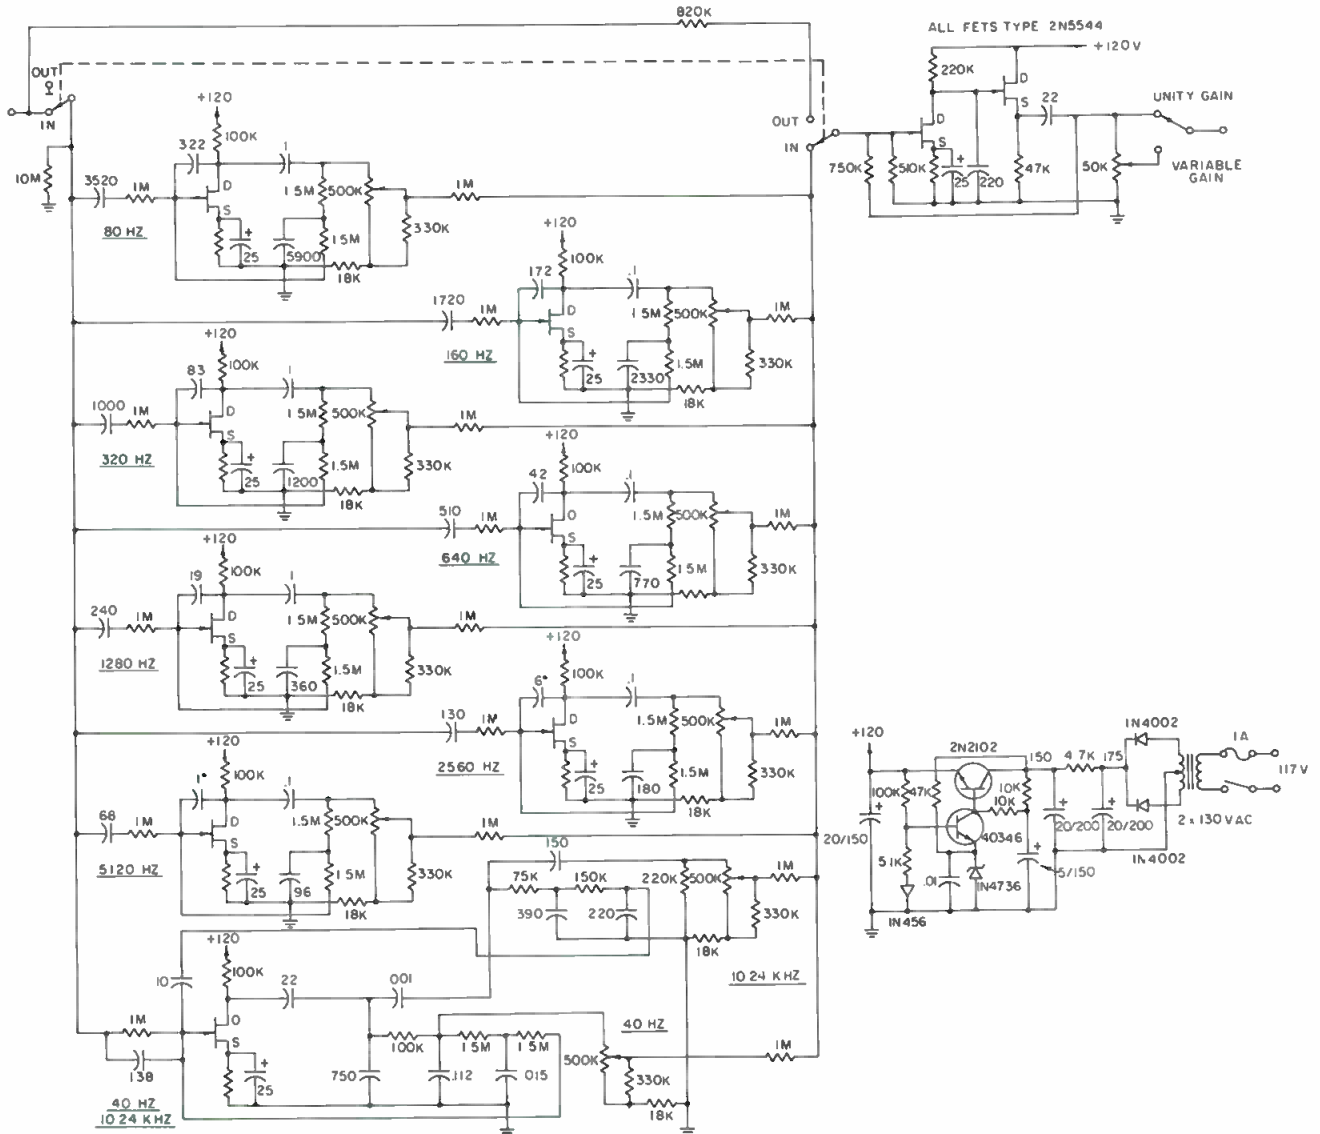 820K
ALL FETS TYPE 2N5544
+120V
OUT
IN
10M
220K
D
S
22
UNITY GAIN
VARIABLE GAIN
OUT
IN
750K
510K
25
+
220
47K
50K
+120
100K
322
.1
3520
1M
D
S
1.5M
500K
1M
80 HZ
+
25
5900
1.5M
330K
18K
+120
100K
172
.1
1720
1M
D
S
1.5M
500K
1M
160 HZ
+
25
2330
1.5M
330K
18K
+120
100K
83
1
1000
1M
D
S
1.5M
500K
1M
320 HZ
+
25
1200
1.5M
330K
18K
+120
100K
42
.1
510
1M
D
S
1.5M
500K
1M
640 HZ
+
25
770
1.5M
330K
+120
100K
19
.1
240
1M
D
S
1.5M
500K
1M
1280 HZ
+
25
360
1.5M
330K
18K
+120
100K
6*
.1
130
1M
D
S
1.5M
500K
1M
2560 HZ
+
25
180
1.5M
330K
18K
+120
100K
1*
.1
68
1M
D
S
1.5M
500K
1M
5120 HZ
+
25
96
1.5M
330K
18K
150
75K
150K
220K
500K
1M
390
220
330K
18K
10 24 KHZ
+120
100K
10
22
001
1M
D
S
138
+
25
40 HZ
10 24 KHZ
100K
1.5M
1.5M
750
.112
015
40 HZ
500K
1M
330K
18K
+120
2N2102
150
4.7K
175
1N4002
1A
117V
100K
47K
10K
10K
+
20/150
40346
+
20/200
+
20/200
2 x 130VAC
1N4002
5.1K
.01
1N4736
+
5/150
1N456